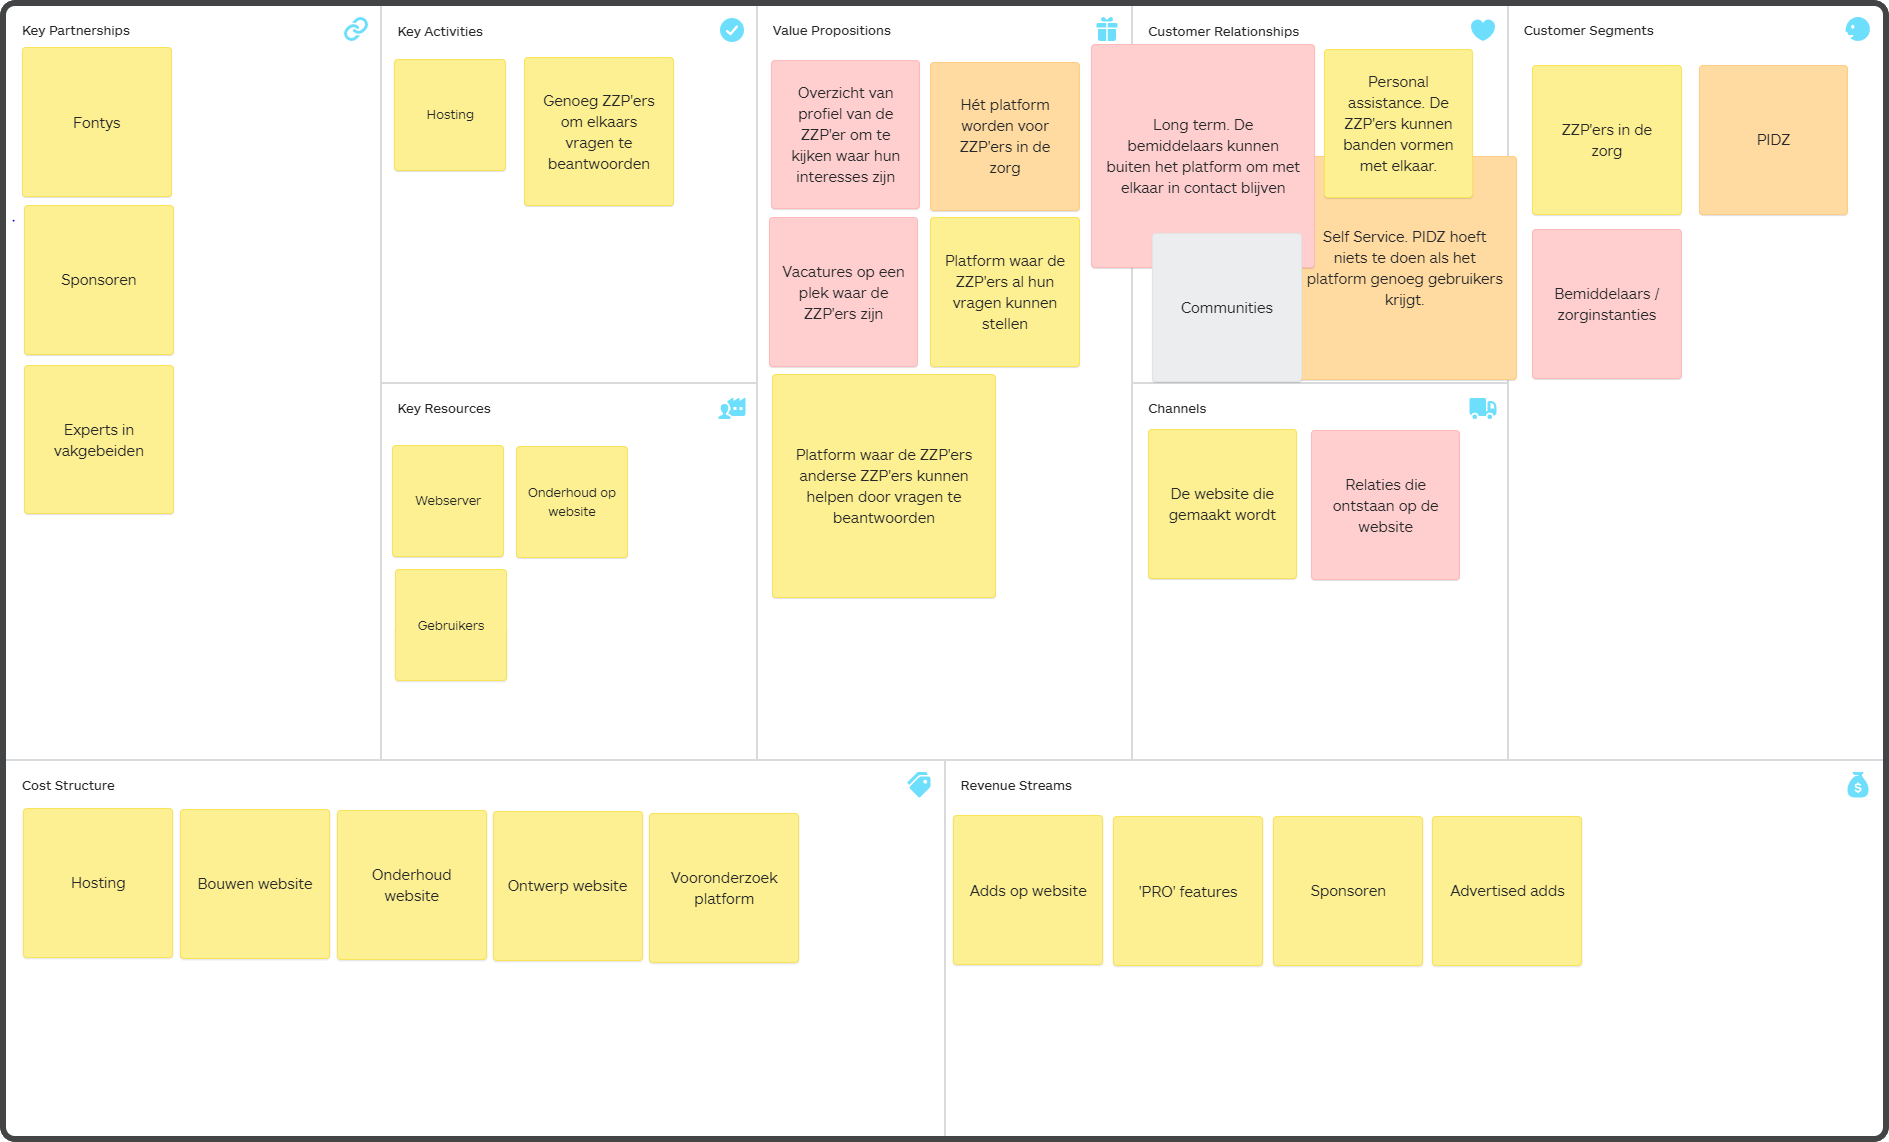 Key Partnerships
Fontys
Sponsoren
Experts in
vakgebeiden
Key Activities
Hosting
Genoeg ZZP'ers
om elkaars
vragen te
beantwoorden
Key Resources
Webserver
Onderhoud op
website
Gebruikers
Value Propositions
Overzicht van
profiel van de
ZZP'er om te
kijken waar hun
interesses zijn
Hét platform
worden voor
ZZP'ers in de
zorg
Vacatures op een
plek waar de
ZZP'ers zijn
Platform waar de
ZZP'ers al hun
vragen kunnen
stellen
Platform waar de ZZP'ers
anderse ZZP'ers kunnen
helpen door vragen te
beantwoorden
Customer Relationships
Long term. De
bemiddelaars kunnen
buiten het platform om met
elkaar in contact blijven
Personal
assistance. De
ZZP'ers kunnen
banden vormen
met elkaar.
Self Service. PIDZ hoeft
niets te doen als het
platform genoeg gebruikers
krijgt.
Communities
Channels
De website die
gemaakt wordt
Relaties die
ontstaan op de
website
Customer Segments
ZZP'ers in de
zorg
PIDZ
Bemiddelaars /
zorginstanties
Cost Structure
Hosting
Bouwen website
Onderhoud
website
Ontwerp website
Vooronderzoek
platform
Revenue Streams
Adds op website
'PRO' features
Sponsoren
Advertised adds